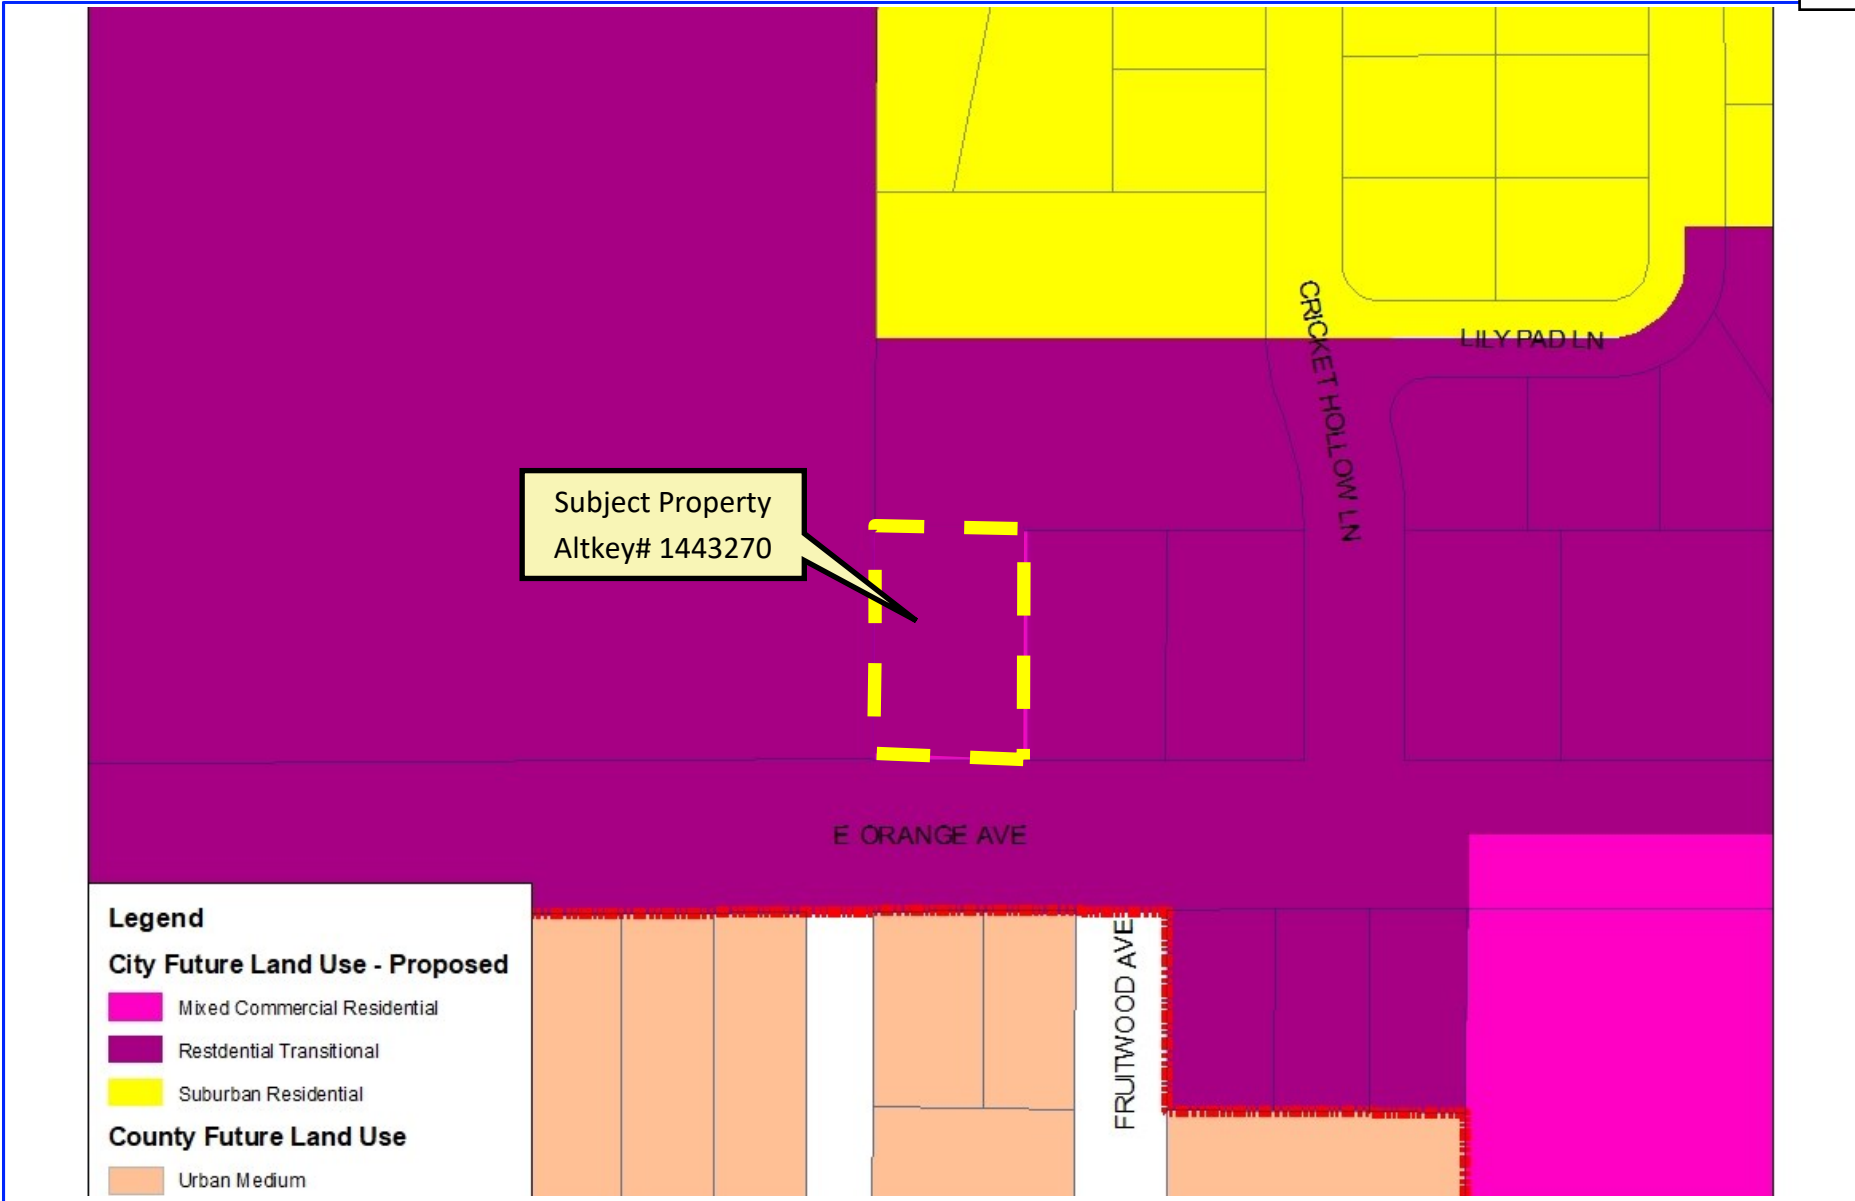 CRICKET HOLLOW LN
LILY PAD LN
Subject Property
Altkey# 1443270
E ORANGE AVE
FRUITWOOD AVE
Legend
City Future Land Use - Proposed
Mixed Commercial Residential
Restdential Transitional
Suburban Residential
County Future Land Use
Urban Medium